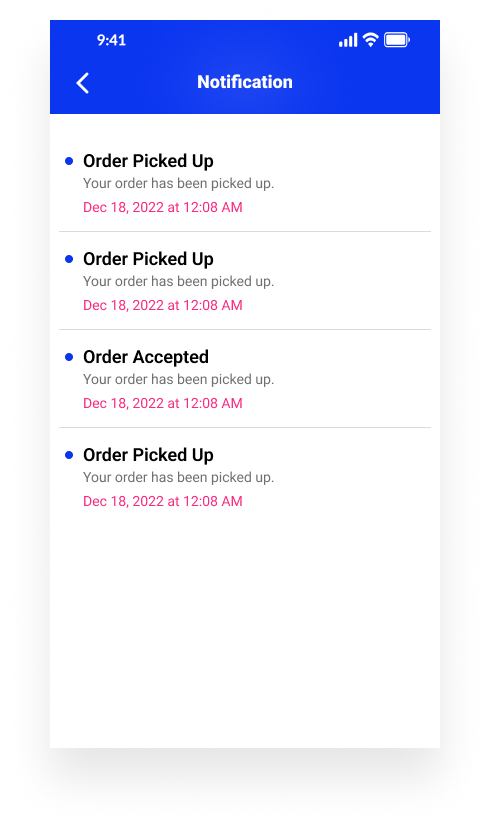 9:41
Notification
Order Picked Up
Your order has been picked up.
Dec 18, 2022 at 12:08 AM
Order Picked Up
Your order has been picked up.
Dec 18, 2022 at 12:08 AM
Order Accepted
Your order has been picked up.
Dec 18, 2022 at 12:08 AM
Order Picked Up
Your order has been picked up.
Dec 18, 2022 at 12:08 AM